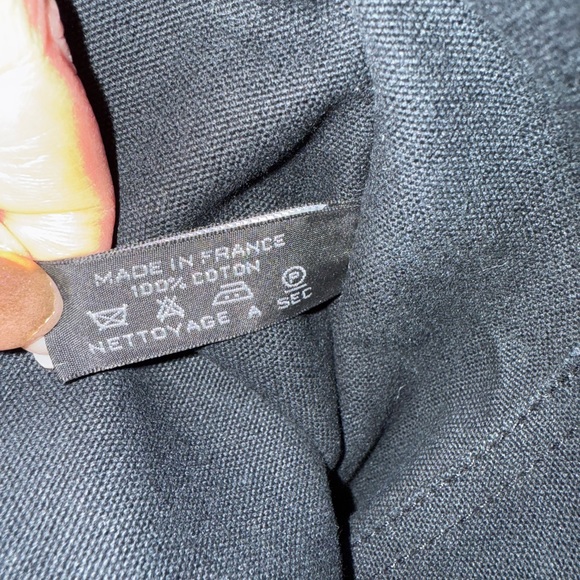 MADE IN FRANCE
100% COTON
P
NETTOYAGE A SEC